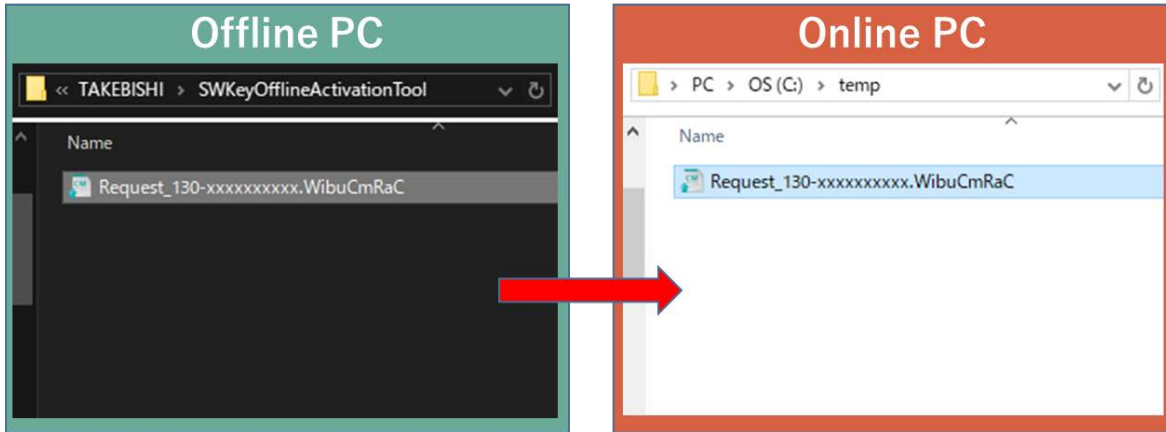 Offline PC
« TAKEBISHI > SWKeyOfflineActivationTool
Name
Request_130-xxxxxxxxxx.WibuCmRaC
Online PC
> PC > OS (C:) > temp
Name
Request_130-xxxxxxxxxx.WibuCmRaC